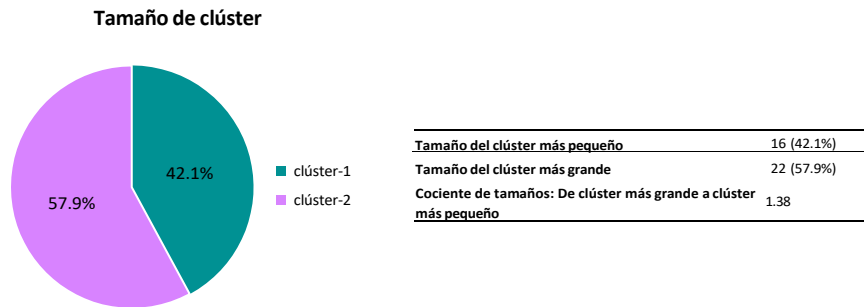 Tamaño de clúster
42.1%
57.9%
clúster-1
clúster-2
Tamaño del clúster más pequeño 16 (42.1%)
Tamaño del clúster más grande 22 (57.9%)
Cociente de tamaños: De clúster más grande a clúster
más pequeño 1.38